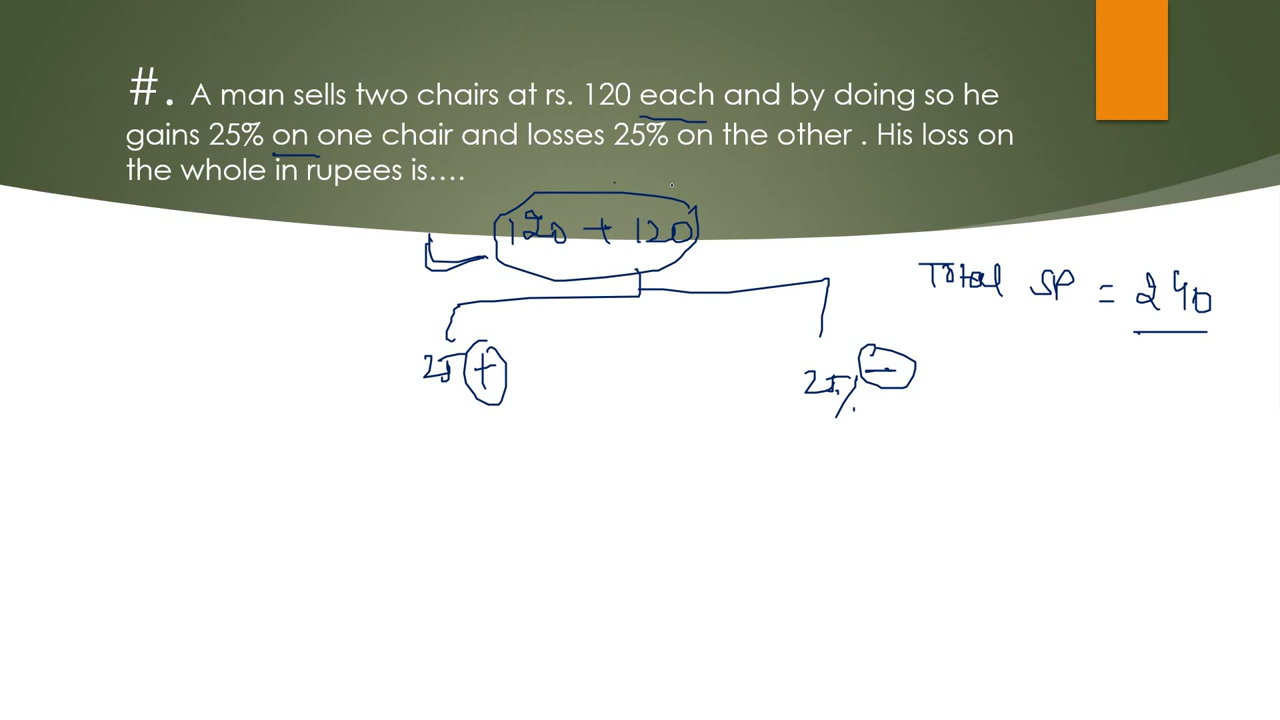 #. A man sells two chairs at rs. 120 each and by doing so he
gains 25% on one chair and losses 25% on the other . His loss on
the whole in rupees is....
120 + 120
Total SP = 240
25 +
25% -